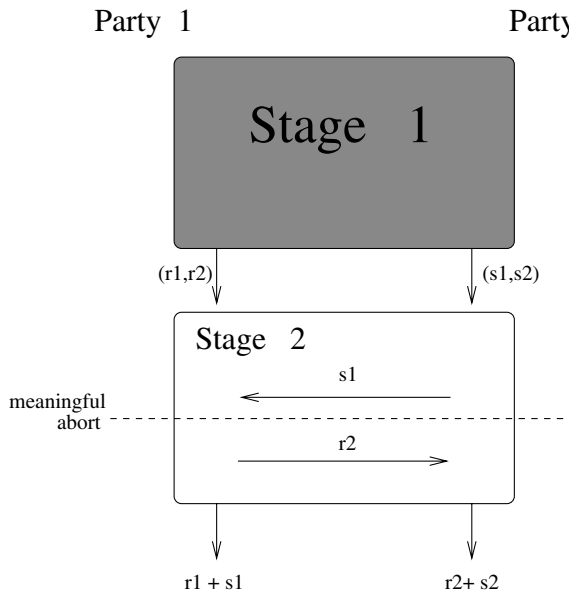 Party 1
Party
Stage 1
(r1,r2)
(s1,s2)
Stage 2
s1
meaningful
abort
r2
r1 + s1
r2+ s2